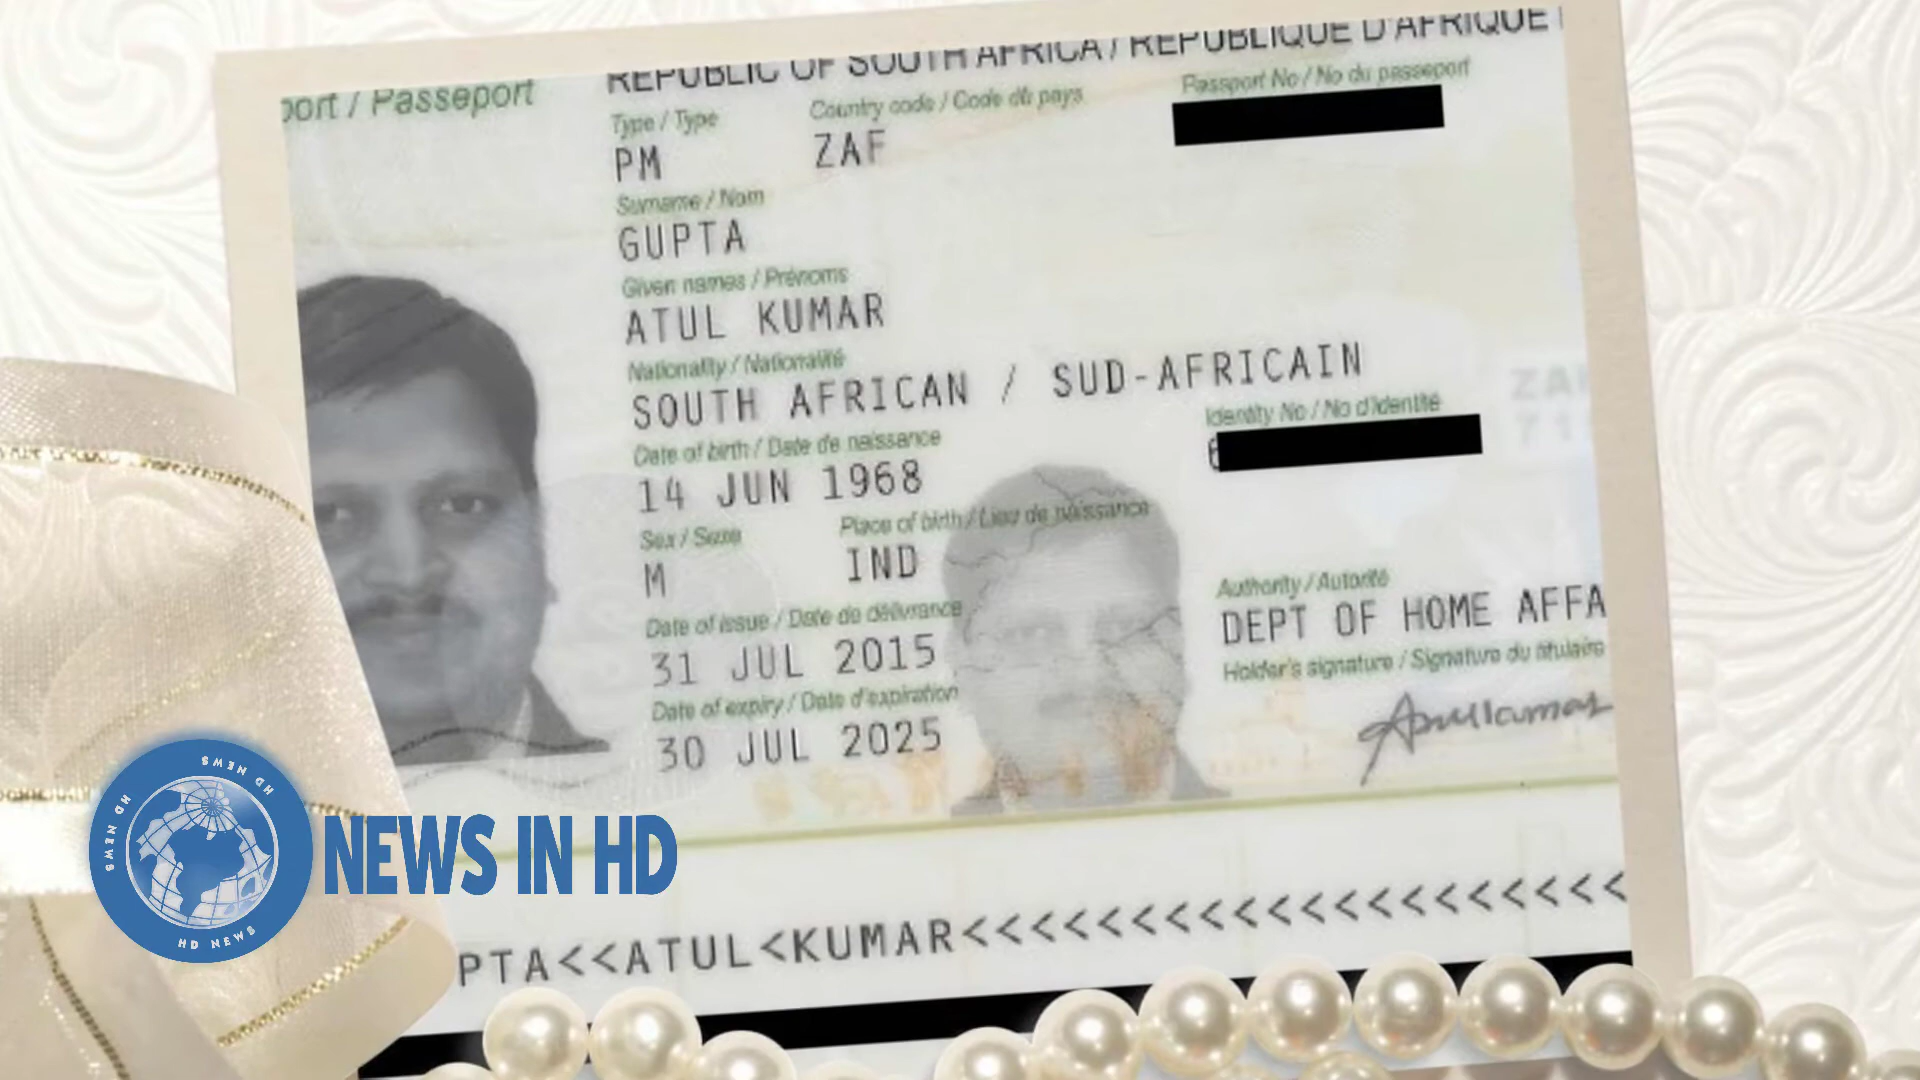 REPUBLIC OF SOUTH AFRICA / REPUBLIQUE D'AFRIQUE
port / Passeport
Type / Type
Country code / Code du pays
Passport No / No du passeport
PM
ZAF
Surname / Nom
GUPTA
Given names / Prénoms
ATUL KUMAR
Nationality / Nationalité
SOUTH AFRICAN / SUD-AFRICAIN
Date of birth / Date de naissance
Identity No / No d'identité
14 JUN 1968
Sex / Sexe
Place of birth / Lieu de naissance
M
IND
Date of issue / Date de délivrance
Authority / Autorité
31 JUL 2015
DEPT OF HOME AFFA
Date of expiry / Date d'expiration
Holder's signature / Signature du titulaire
30 JUL 2025
HD NEWS
HD NEWS
HD NEWS
NEWS IN HD
PTA<<ATUL<KUMAR<<<<<<<<<<<<<<<<<<<<